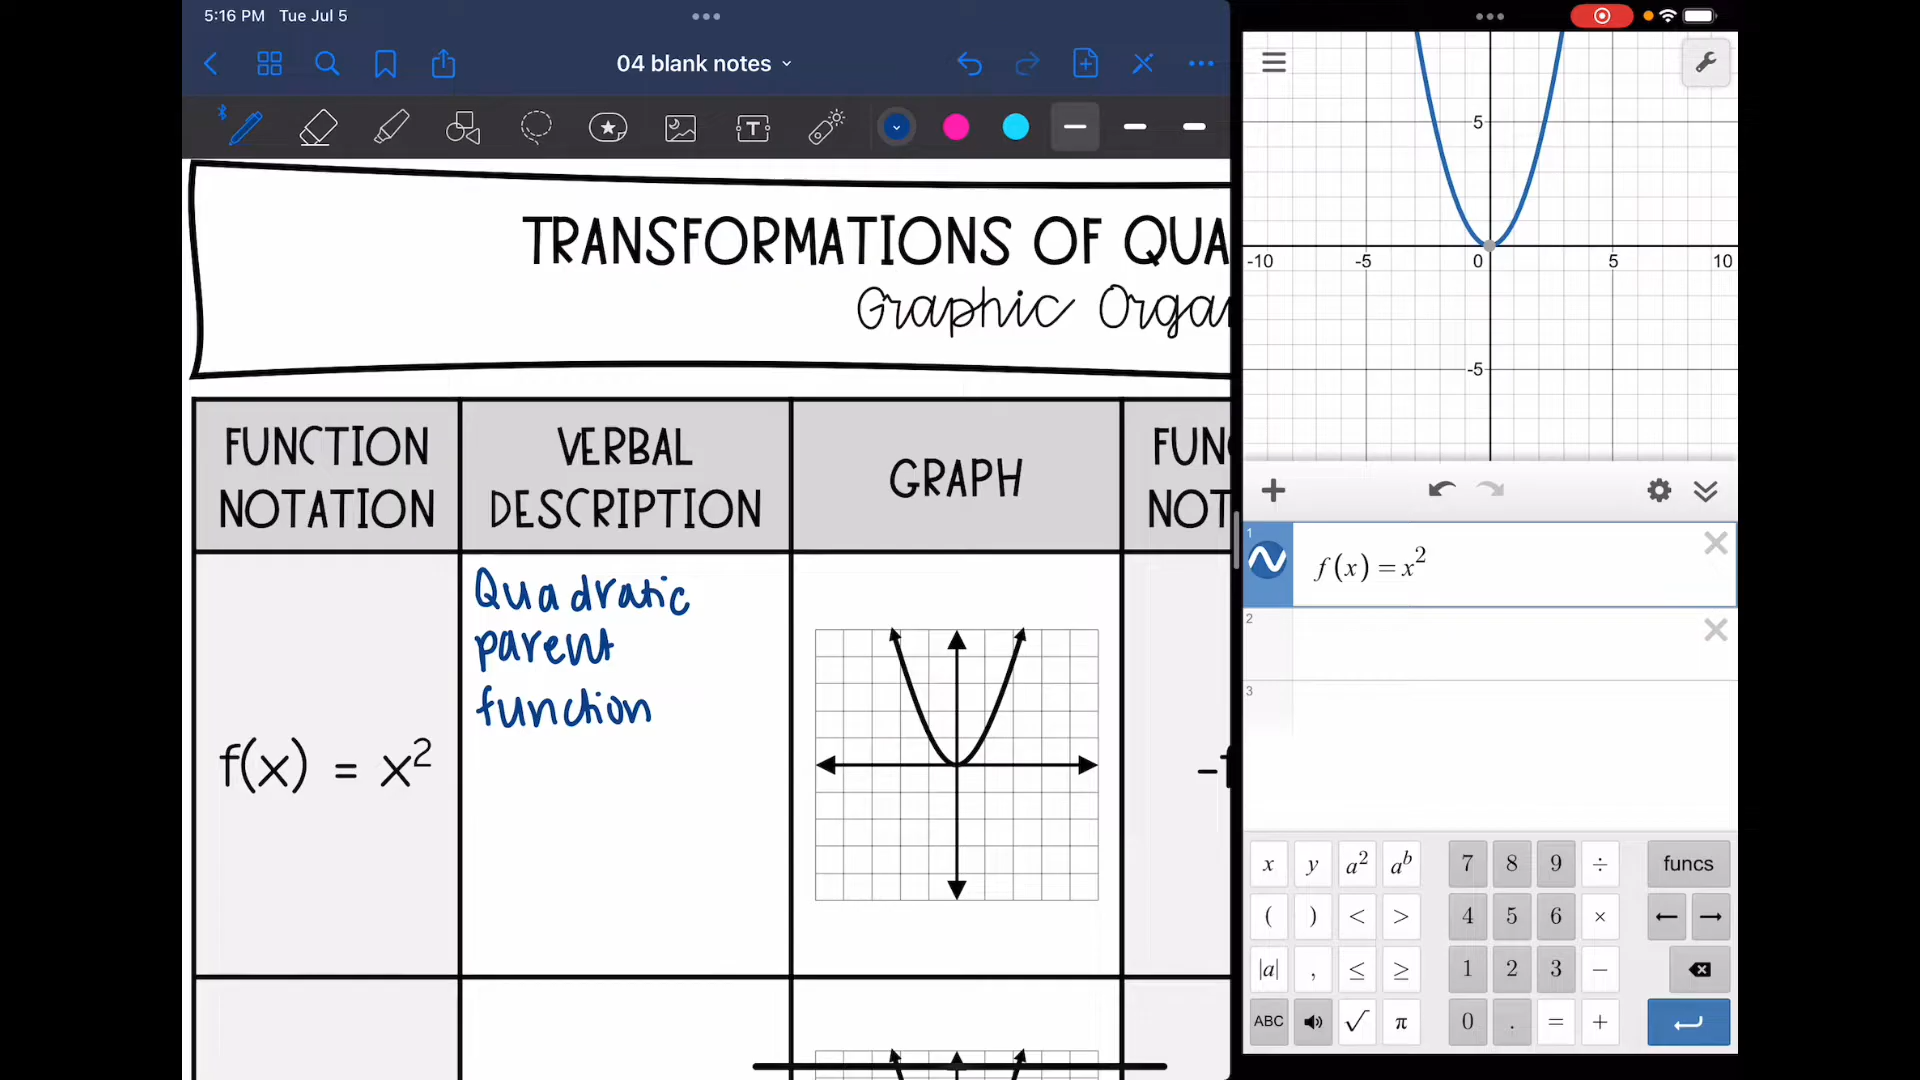 5:16 PM Tue Jul 5
04 blank notes
TRANSFORMATIONS OF QUA
Graphic Orga
FUNCTION
NOTATION
VERBAL
DESCRIPTION
GRAPH
FUN
NOT
f(x) = x²
Quadratic
parent
function
-f
5
-10 -5 0 5 10
-5
1
f(x) = x²
2
3
x y a² aᵇ 7 8 9 ÷ funcs
( ) < > 4 5 6 × ← →
|a| , ≤ ≥ 1 2 3 −
ABC √ π 0 . = +